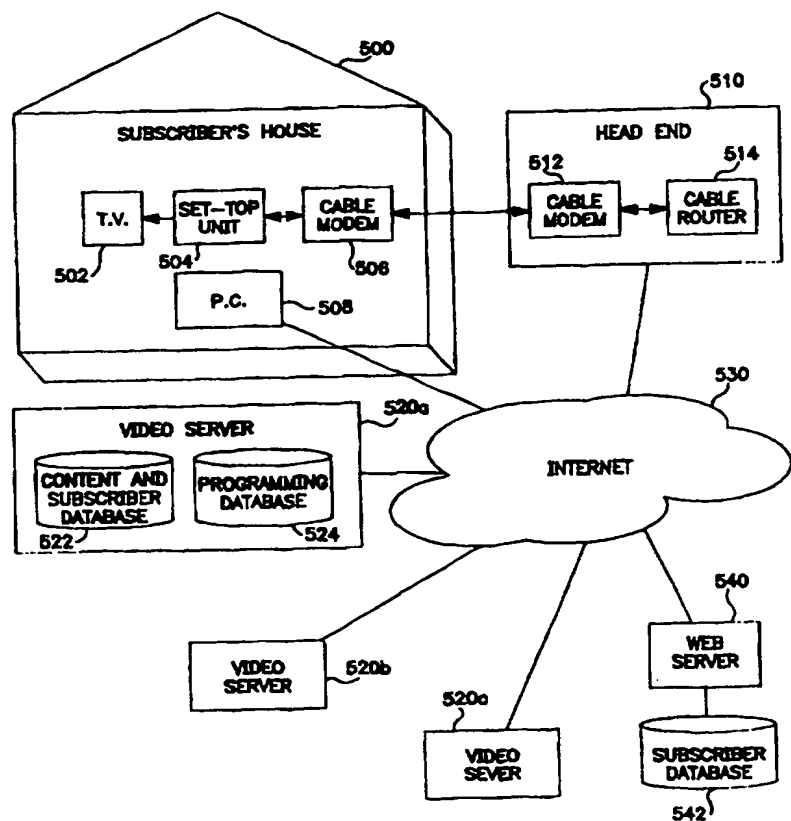 500
SUBSCRIBER'S HOUSE
T.V.
502
SET-TOP
UNIT
504
CABLE
MODEM
506
P.C.
508
510
HEAD END
512
CABLE
MODEM
514
CABLE
ROUTER
520a
VIDEO SERVER
CONTENT AND
SUBSCRIBER
DATABASE
522
PROGRAMMING
DATABASE
524
530
INTERNET
VIDEO
SERVER
520b
520c
VIDEO
SEVER
540
WEB
SERVER
SUBSCRIBER
DATABASE
542